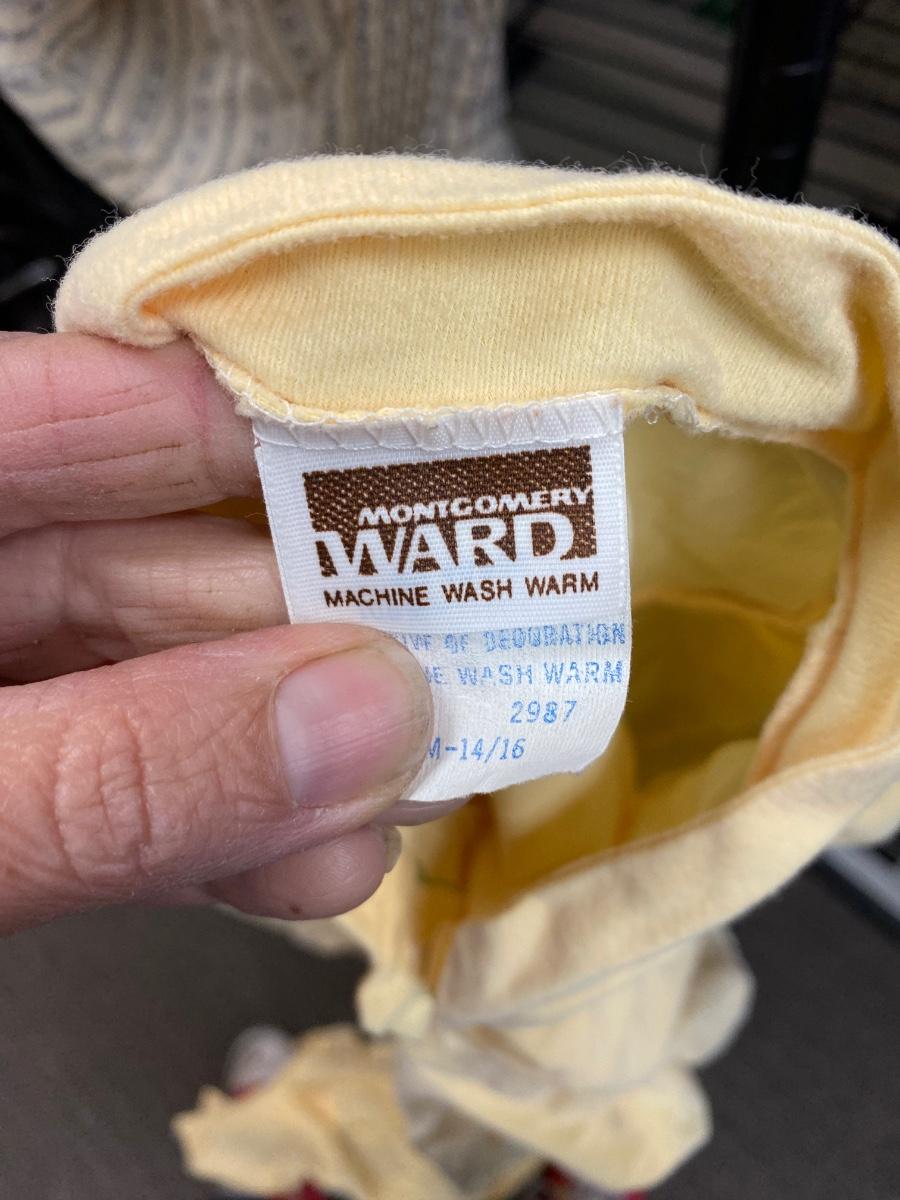 MONTGOMERY
WARD
MACHINE WASH WARM
OF DECORATION
WASH WARM
2987
M-14/16